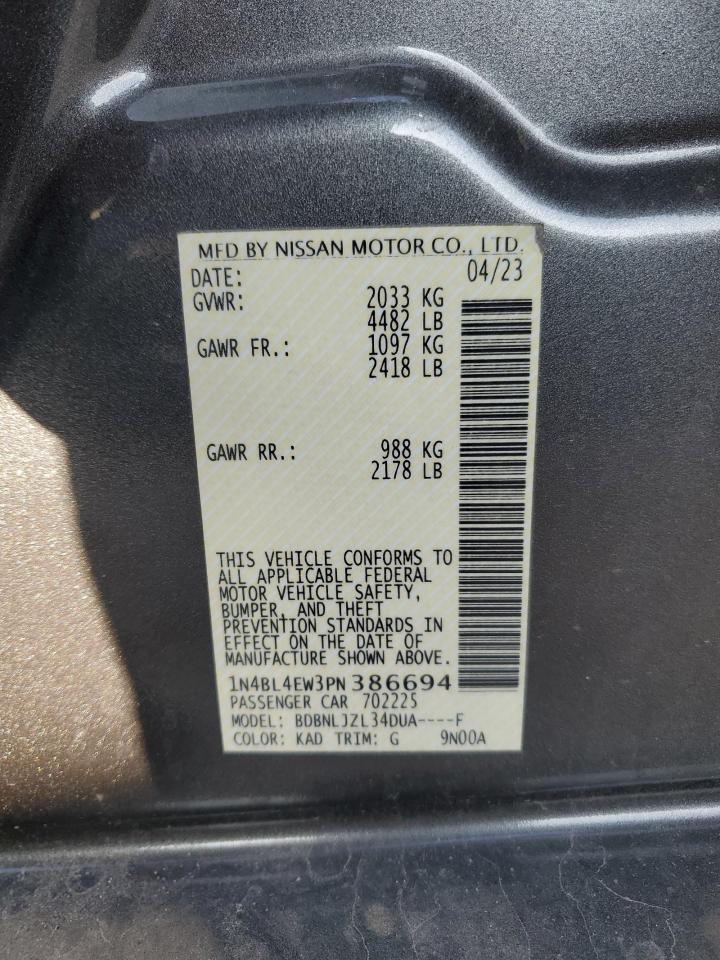 MFD BY NISSAN MOTOR CO., LTD.
DATE: 04/23
GVWR: 2033 KG
4482 LB
GAWR FR.: 1097 KG
2418 LB
GAWR RR.: 988 KG
2178 LB
THIS VEHICLE CONFORMS TO
ALL APPLICABLE FEDERAL
MOTOR VEHICLE SAFETY,
BUMPER, AND THEFT
PREVENTION STANDARDS IN
EFFECT ON THE DATE OF
MANUFACTURE SHOWN ABOVE.
1N4BL4EW3PN386694
PASSENGER CAR 702225
MODEL: BDBNLJZL34DUA----F
COLOR: KAD TRIM: G 9N00A